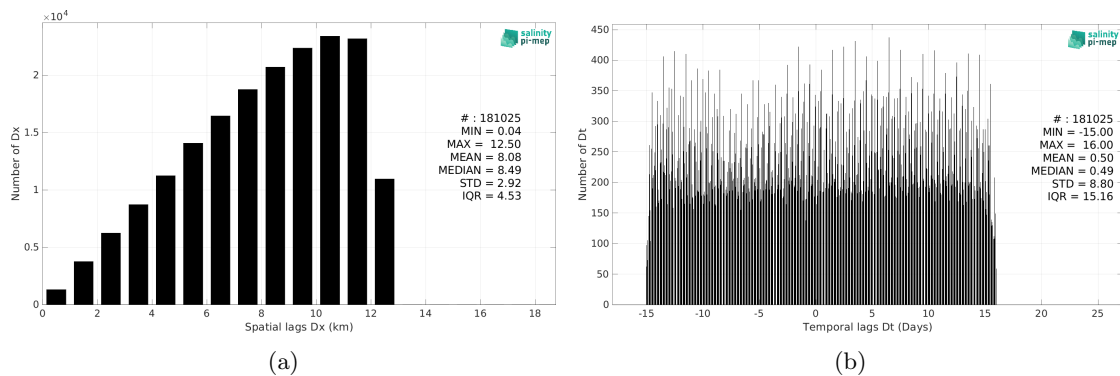 ×10⁴
salinity
pi-mep
2
1.5
1
0.5
0
Number of Dx
# : 181025
MIN = 0.04
MAX = 12.50
MEAN = 8.08
MEDIAN = 8.49
STD = 2.92
IQR = 4.53
0 2 4 6 8 10 12 14 16 18
Spatial lags Dx (km)
(a)
salinity
pi-mep
450
400
350
300
250
200
150
100
50
0
Number of Dt
# : 181025
MIN = -15.00
MAX = 16.00
MEAN = 0.50
MEDIAN = 0.49
STD = 8.80
IQR = 15.16
-15 -10 -5 0 5 10 15 20 25
Temporal lags Dt (Days)
(b)